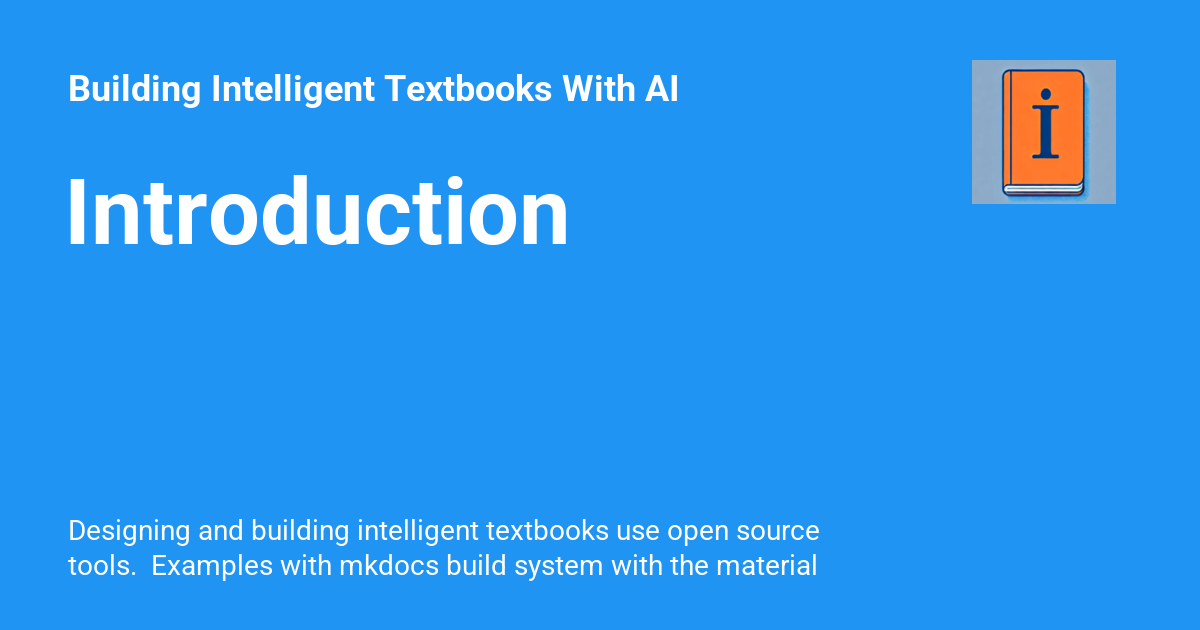 Building Intelligent Textbooks With AI
i
Introduction
Designing and building intelligent textbooks use open source
tools.  Examples with mkdocs build system with the material